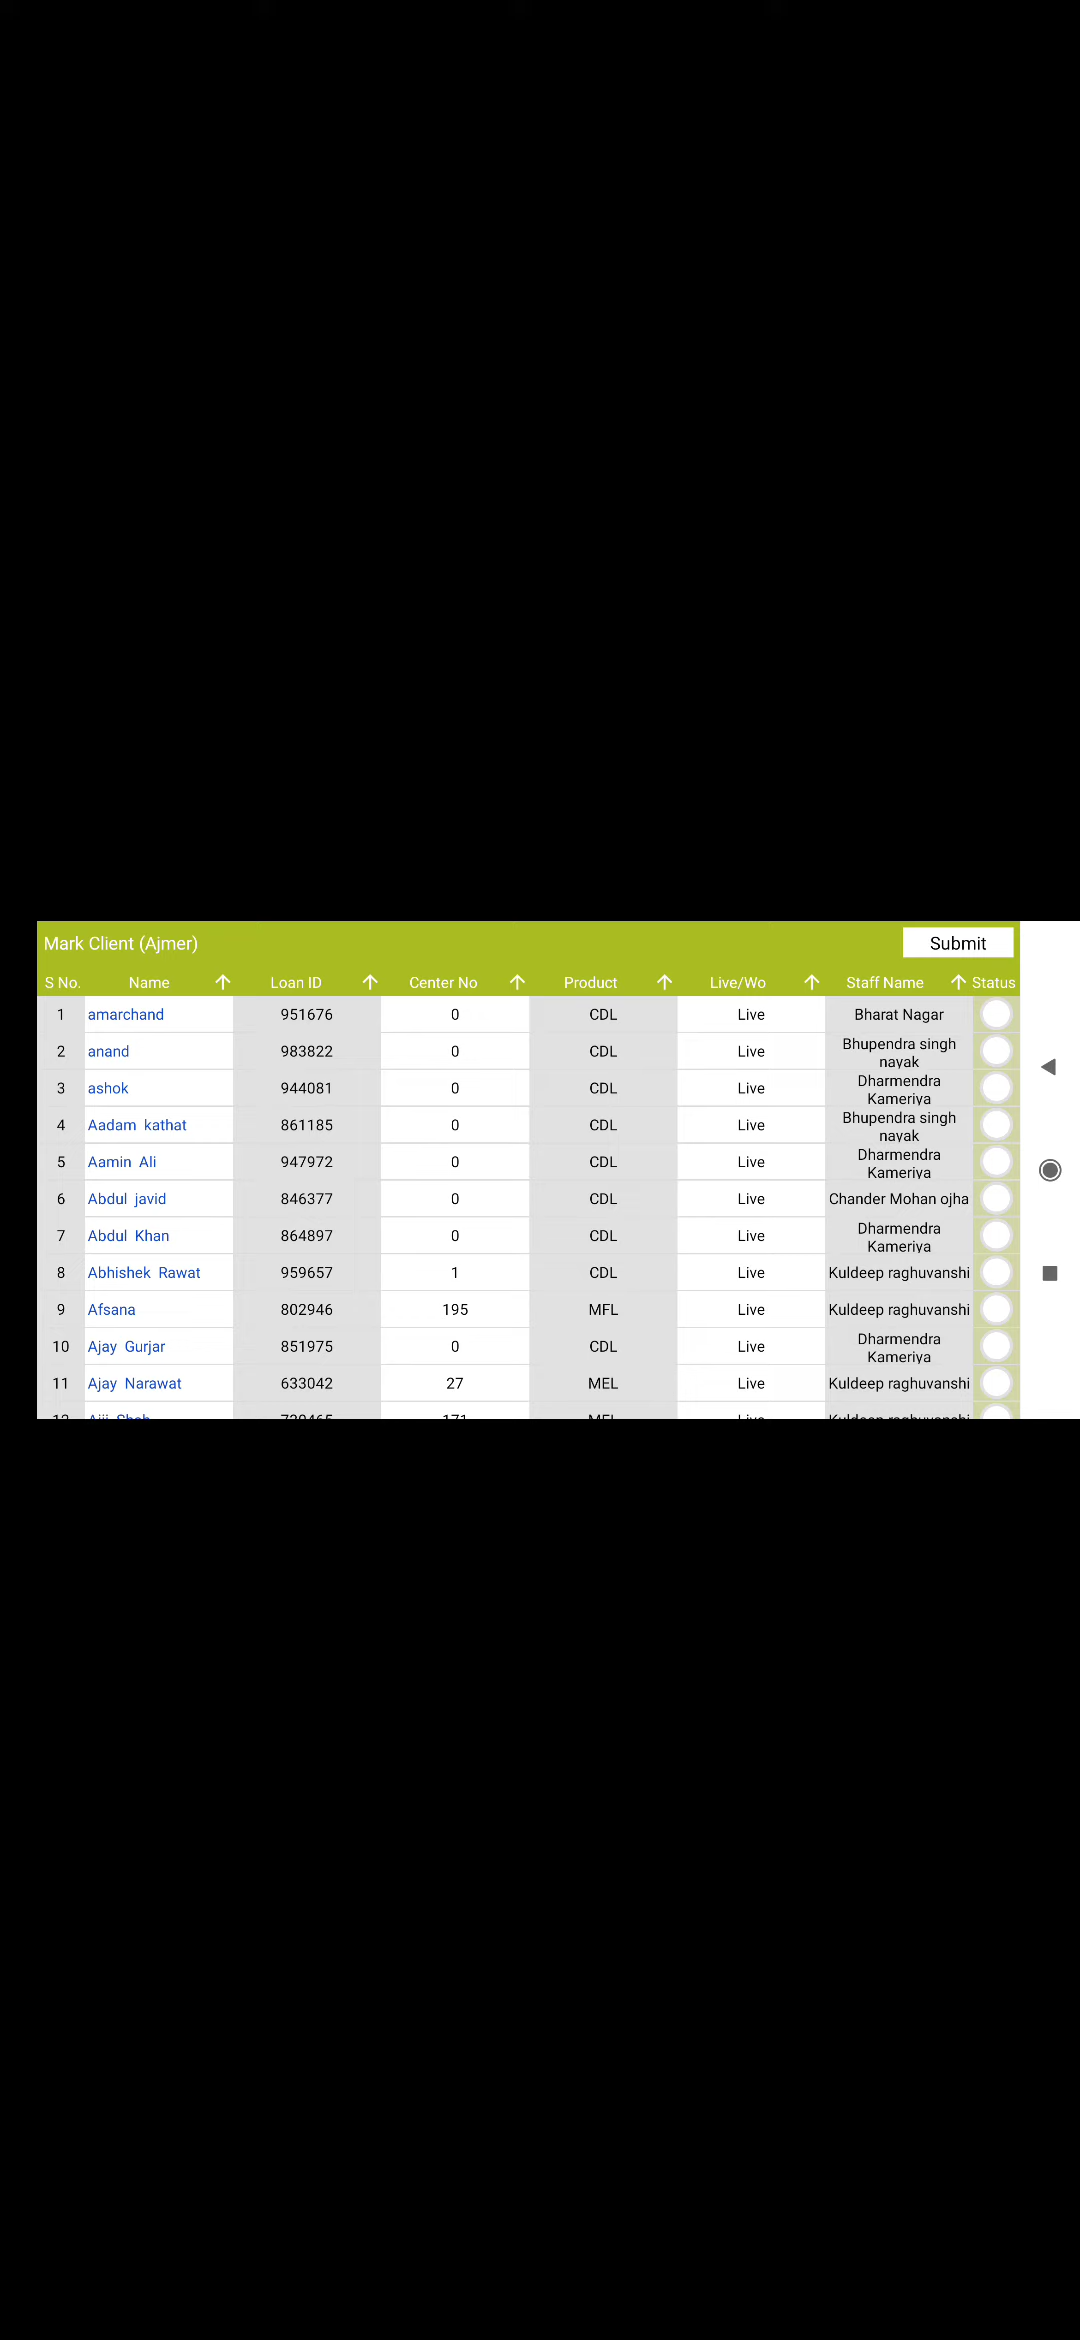 Mark Client (Ajmer) Submit
S No. Name Loan ID Center No Product Live/Wo Staff Name Status
1 amarchand 951676 0 CDL Live Bharat Nagar
2 anand 983822 0 CDL Live Bhupendra singh nayak
3 ashok 944081 0 CDL Live Dharmendra Kameriya
4 Aadam kathat 861185 0 CDL Live Bhupendra singh nayak
5 Aamin Ali 947972 0 CDL Live Dharmendra Kameriya
6 Abdul javid 846377 0 CDL Live Chander Mohan ojha
7 Abdul Khan 864897 0 CDL Live Dharmendra Kameriya
8 Abhishek Rawat 959657 1 CDL Live Kuldeep raghuvanshi
9 Afsana 802946 195 MFL Live Kuldeep raghuvanshi
10 Ajay Gurjar 851975 0 CDL Live Dharmendra Kameriya
11 Ajay Narawat 633042 27 MEL Live Kuldeep raghuvanshi
12 171 Live Kuldeep raghuvanshi